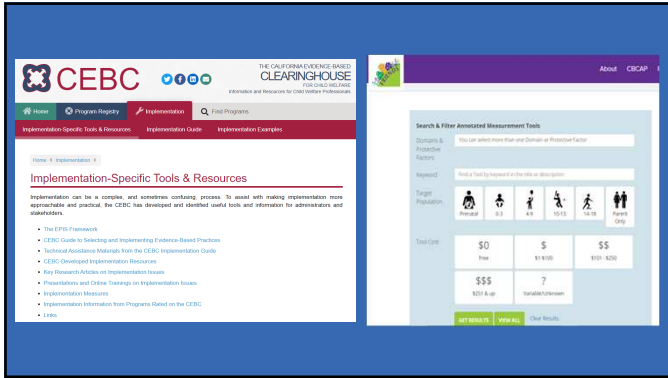 CEBC
THE CALIFORNIA EVIDENCE-BASED
CLEARINGHOUSE
FOR CHILD WELFARE
Information and Resources for Child Welfare Professionals
Home
Program Registry
Implementation
Find Programs
Implementation-Specific Tools & Resources
Implementation Guide
Implementation Examples
Home
Implementation
Implementation-Specific Tools & Resources
Implementation can be a complex, and sometimes confusing, process. To assist with making implementation more
approachable and practical, the CEBC has developed and identified useful tools and information for administrators and
stakeholders.
The EPIS Framework
CEBC Guide to Selecting and Implementing Evidence-Based Practices
Technical Assistance Materials from the CEBC Implementation Guide
CEBC-Developed Implementation Resources
Key Research Articles on Implementation Issues
Presentations and Online Trainings on Implementation Issues
Implementation Measures
Implementation Information from Programs Rated on the CEBC
Links
About
CBCAP
Search & Filter Annotated Measurement Tools
Domains &
Protective
Factors
You can select more than one Domain or Protective Factor
Keyword
Find a Tool by keyword in the title or description
Target
Population
Prenatal
0-3
4-9
10-13
14-18
Parent
Only
Tool Cost
$0
Free
$
$1-$100
$$
$101 - $250
$$$
$251 & up
?
Variable/Unknown
GET RESULTS
VIEW ALL
Clear Results